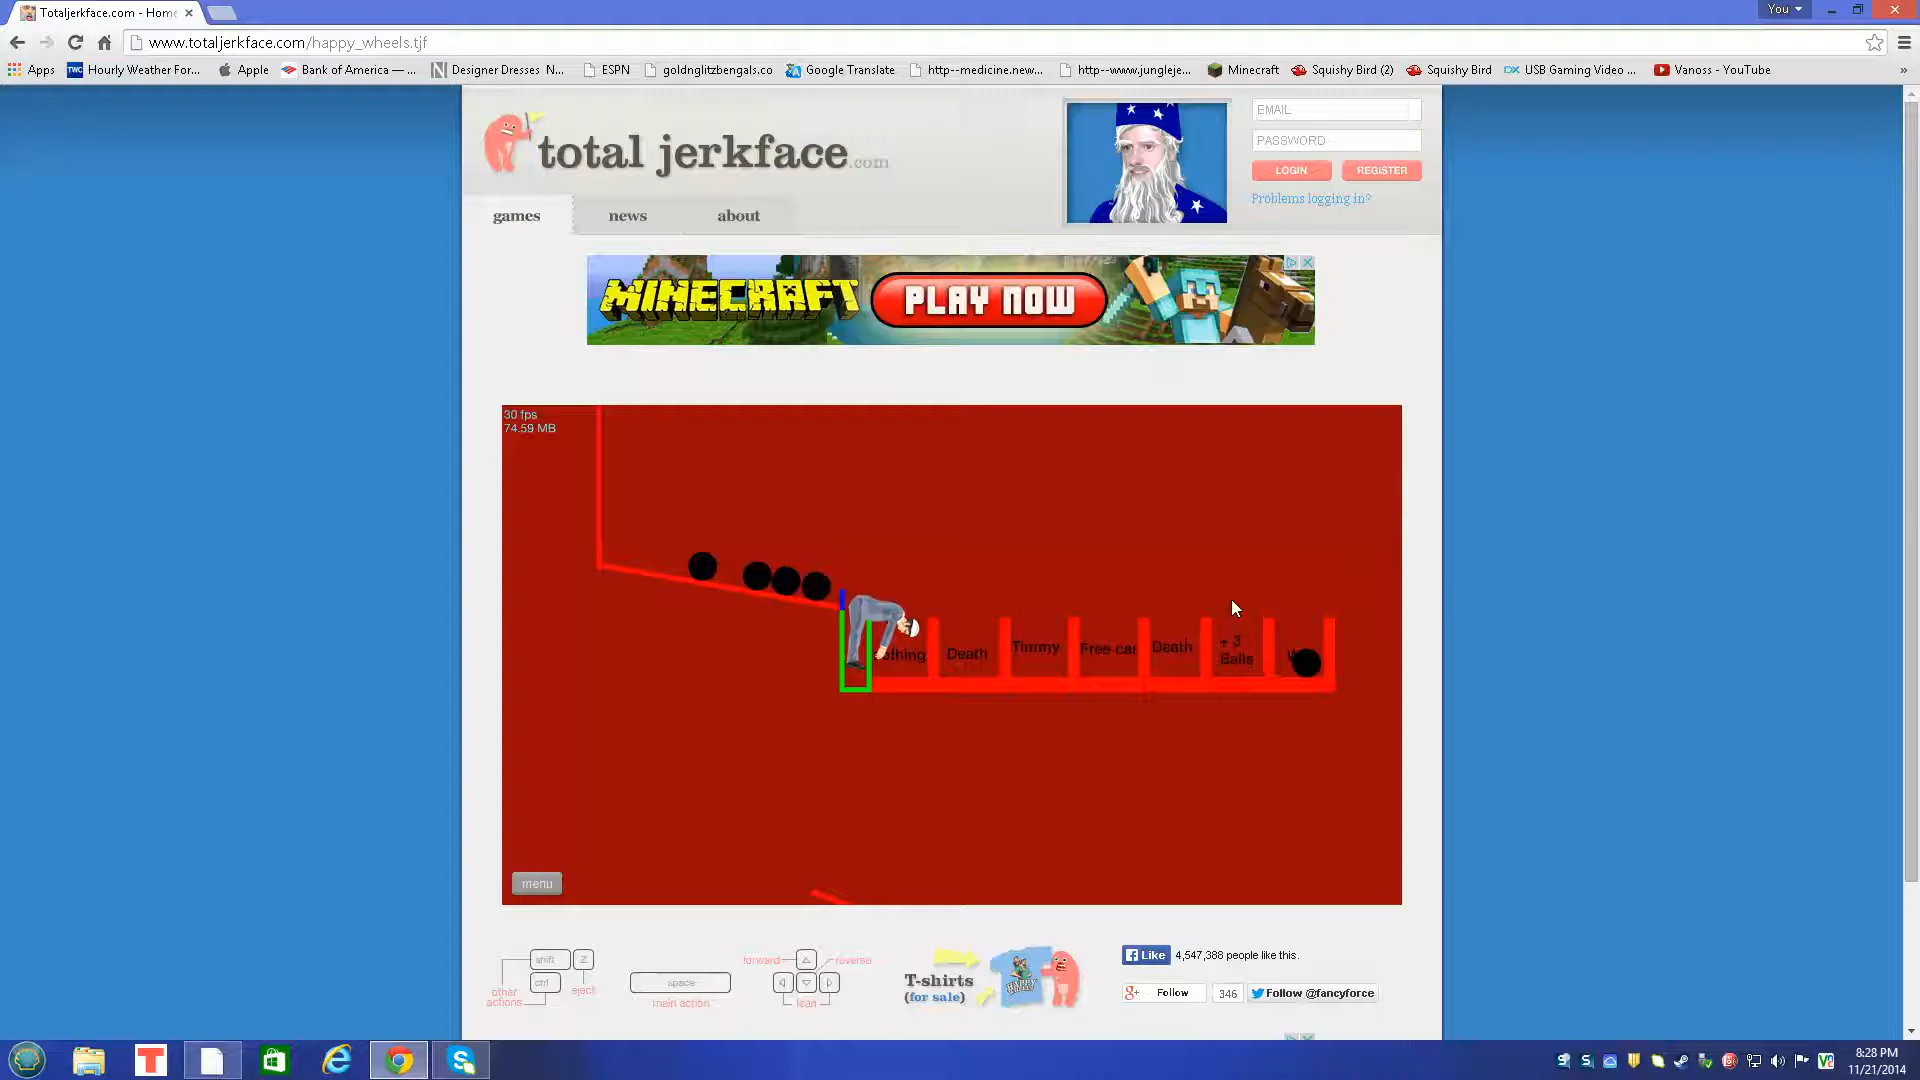 Totaljerkface.com - Home
You
www.totaljerkface.com/happy_wheels.tjf
Apps
TWC Hourly Weather For...
Apple
Bank of America — ...
N Designer Dresses N...
ESPN
goldnglitzbengals.co
Google Translate
http--medicine.new...
http--www.jungleje...
Minecraft
Squishy Bird (2)
Squishy Bird
DX USB Gaming Video ...
Vanoss - YouTube
»
total jerkface.com
EMAIL
PASSWORD
LOGIN REGISTER
Problems logging in?
games news about
MINECRAFT PLAY NOW
30 fps
74.59 MB
othing Death Timmy Free car Death + 3
Balls
menu
shift Z
ctrl
other
actions
eject
space
main action
forward reverse
lean
T-shirts
(for sale)
HAPPY WHEELS
Like 4,547,388 people like this.
g+ Follow 346 Follow @fancyforce
8:28 PM
11/21/2014